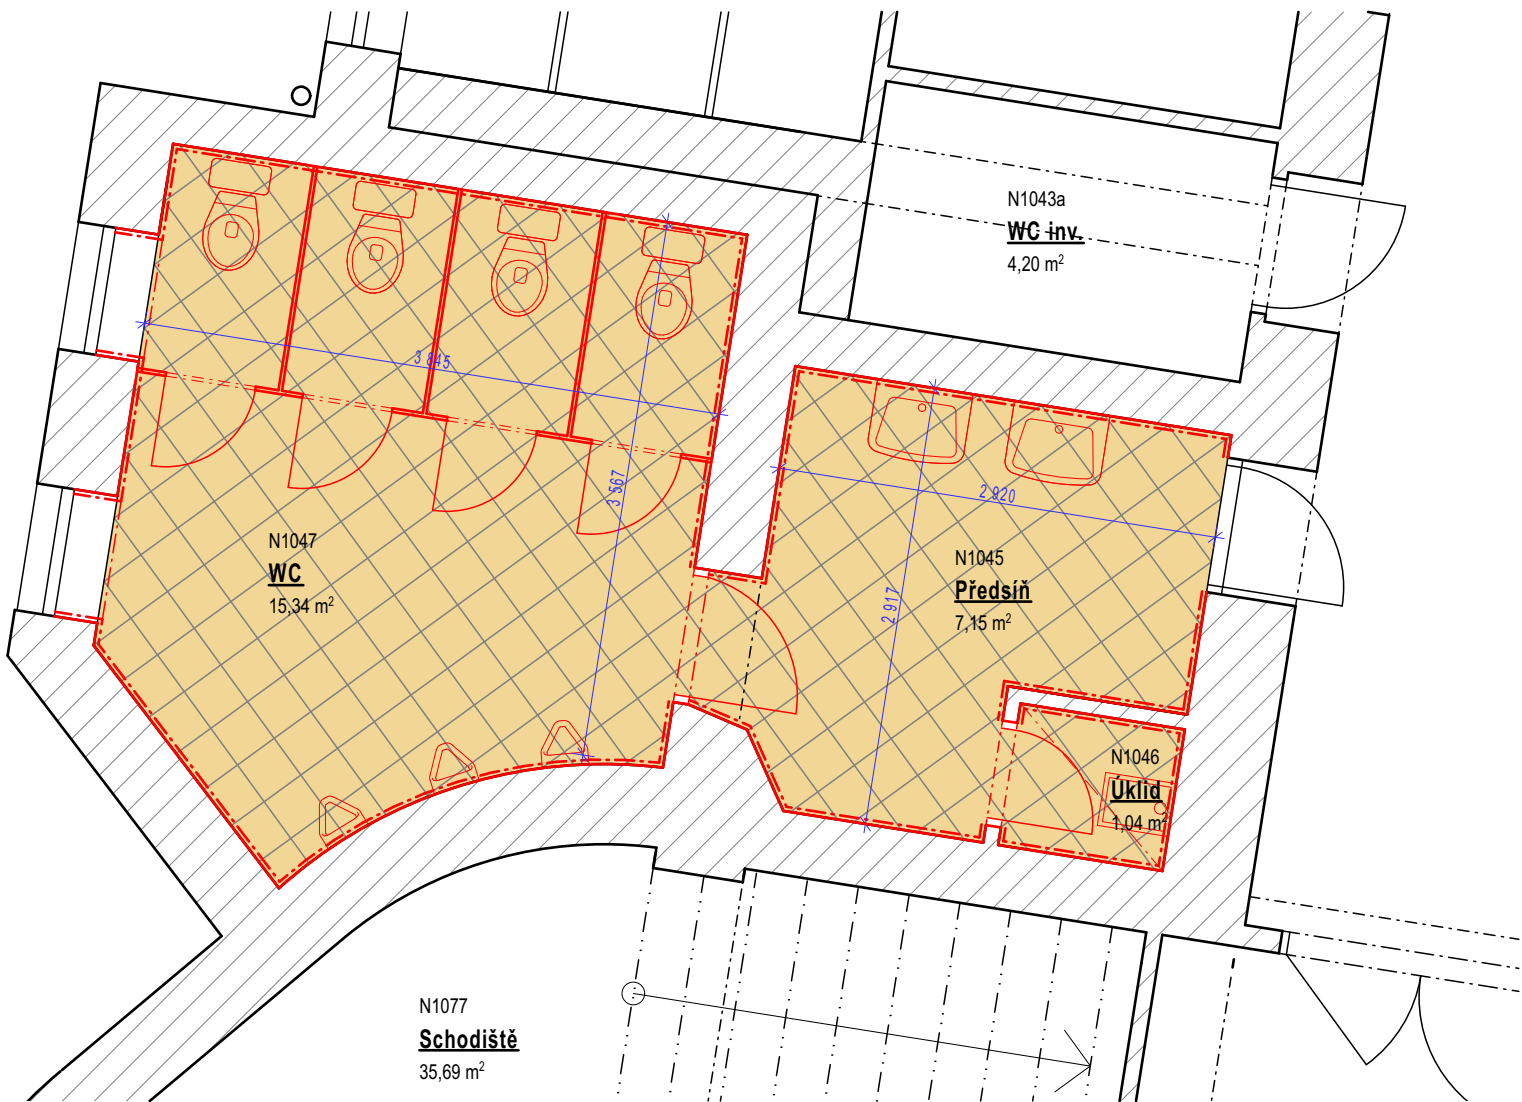 N1043a
WC inv.
4,20 m²
3 845
3 567
2 920
2 917
N1047
WC
15,34 m²
N1045
Předsíň
7,15 m²
N1046
Úklid
1,04 m²
N1077
Schodiště
35,69 m²